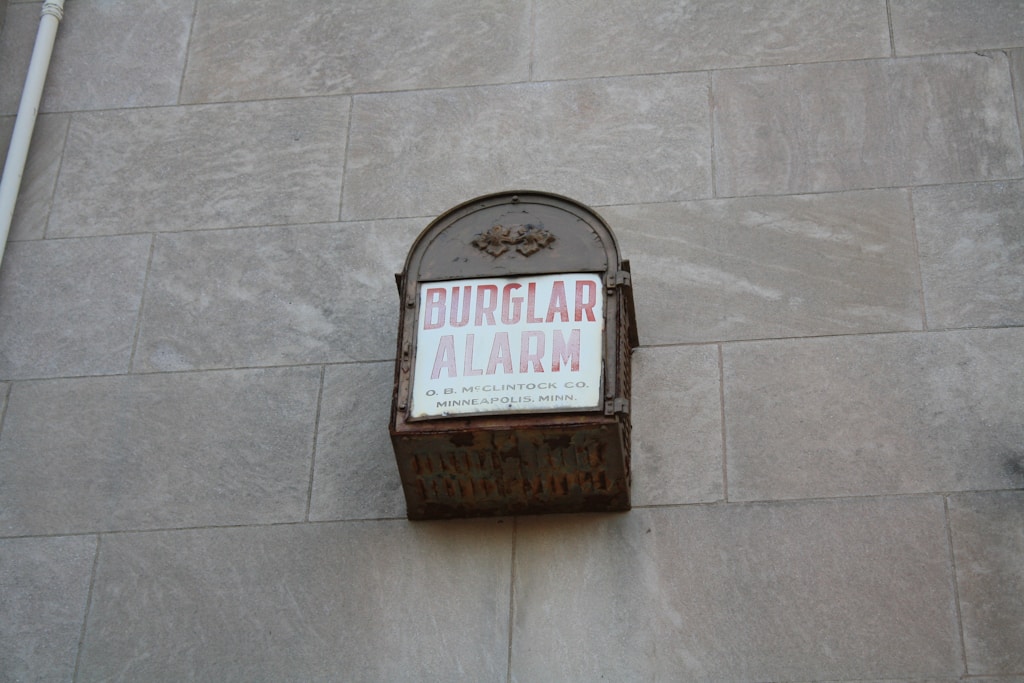 BURGLAR
ALARM
O. B. McCLINTOCK CO.
MINNEAPOLIS, MINN.